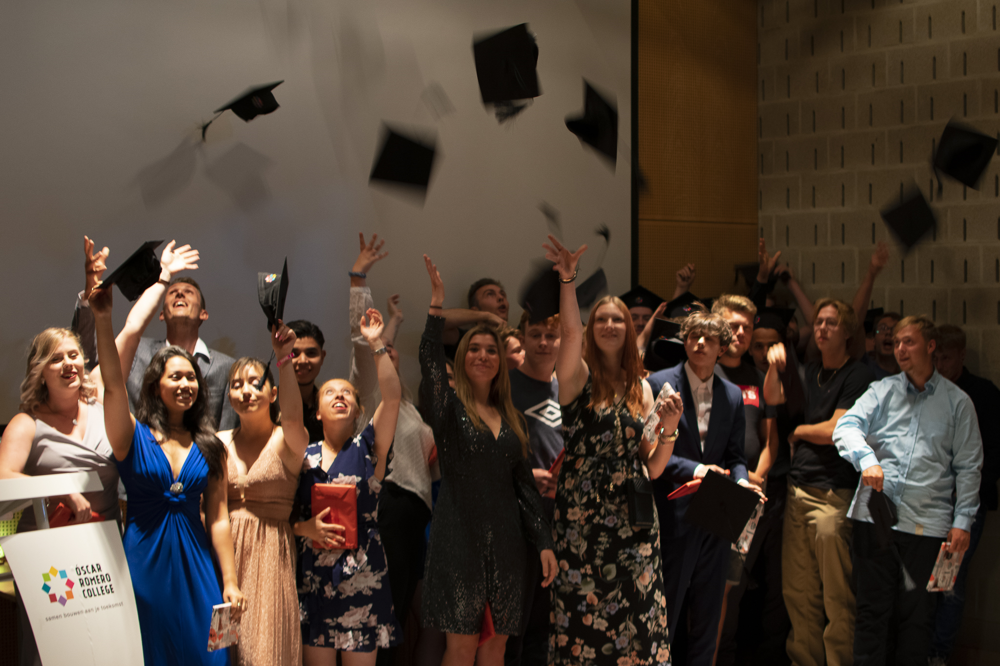 ÓSCAR
ROMERO
COLLEGE
samen bouwen aan je toekomst